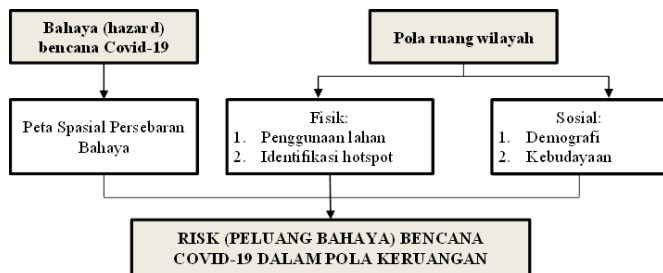 Bahaya (hazard)
bencana Covid-19
Pola ruang wilayah
Peta Spasial Persebaran
Bahaya
Fisik:
1. Penggunaan lahan
2. Identifikasi hotspot
Sosial:
1. Demografi
2. Kebudayaan
RISK (PELUANG BAHAYA) BENCANA
COVID-19 DALAM POLA KERUANGAN